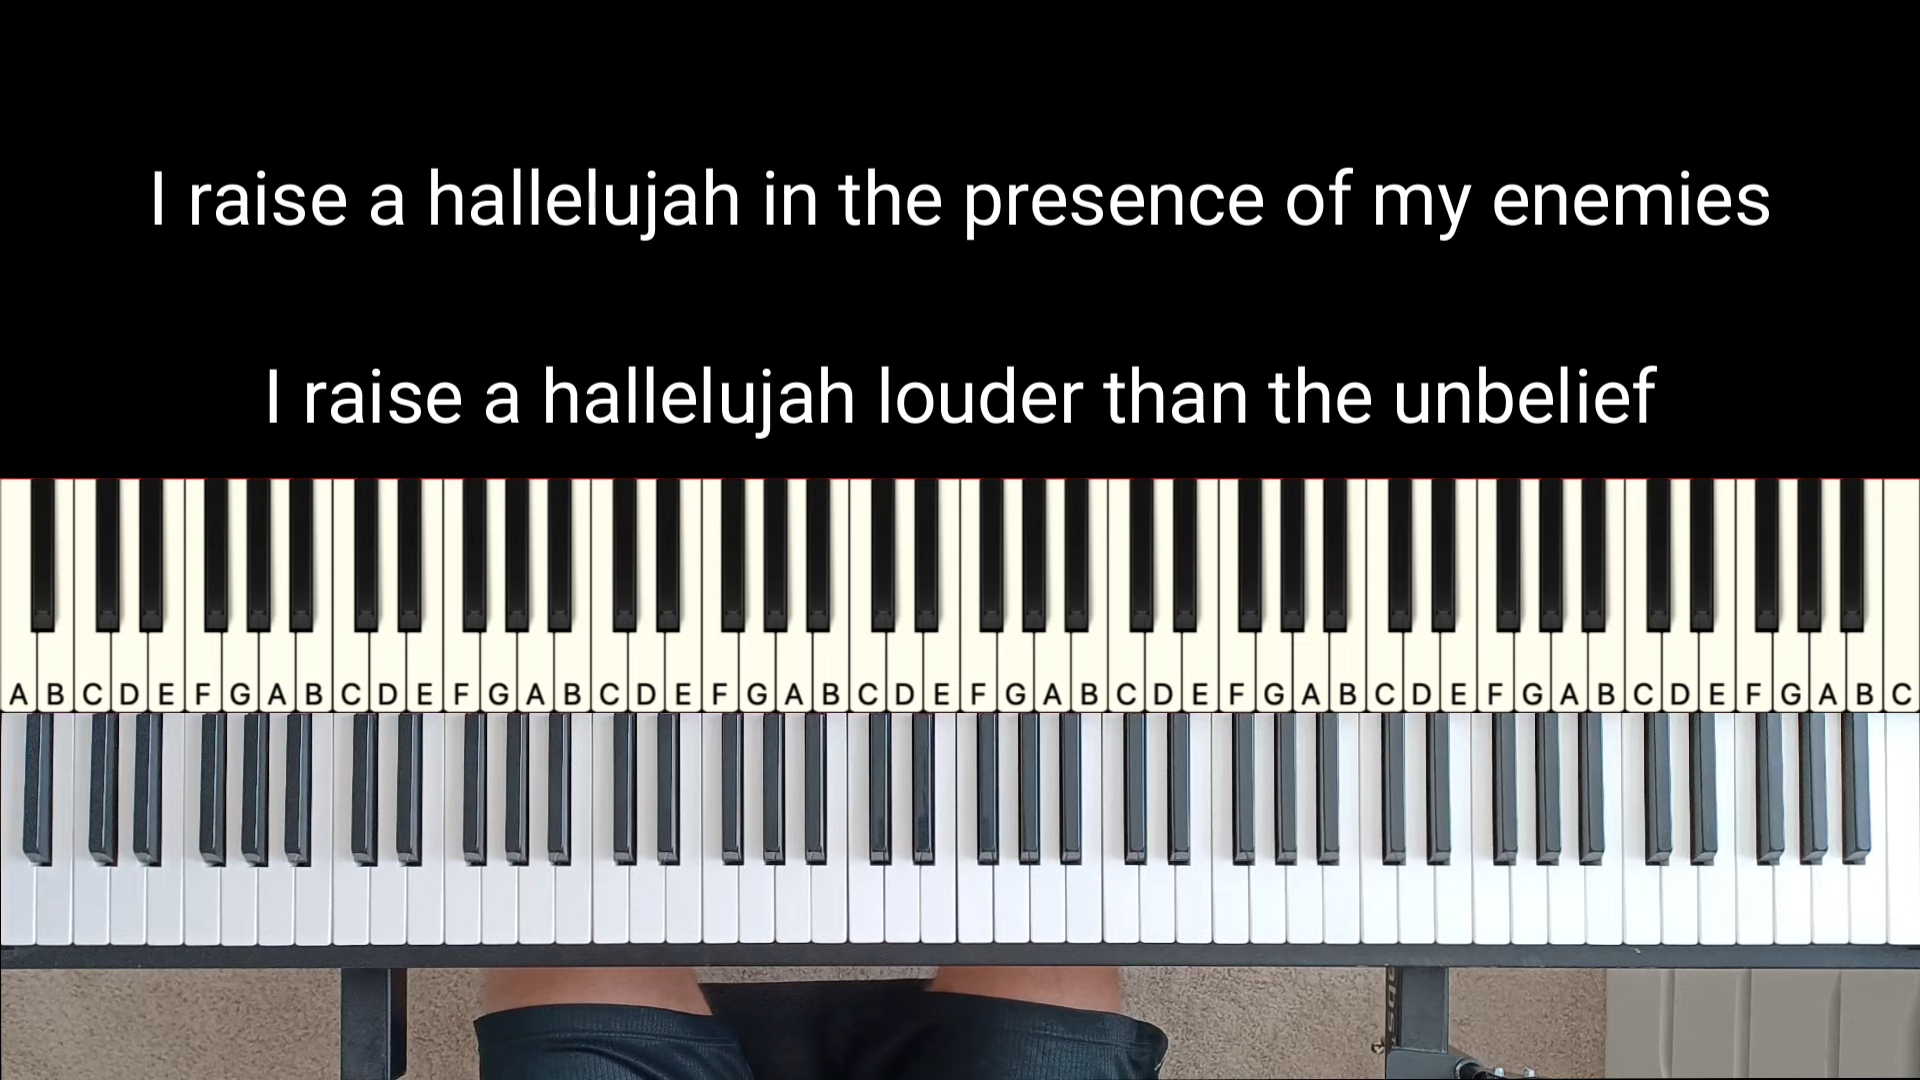 I raise a hallelujah in the presence of my enemies
I raise a hallelujah louder than the unbelief
A B C D E F G A B C D E F G A B C D E F G A B C D E F G A B C D E F G A B C D E F G A B C D E F G A B C